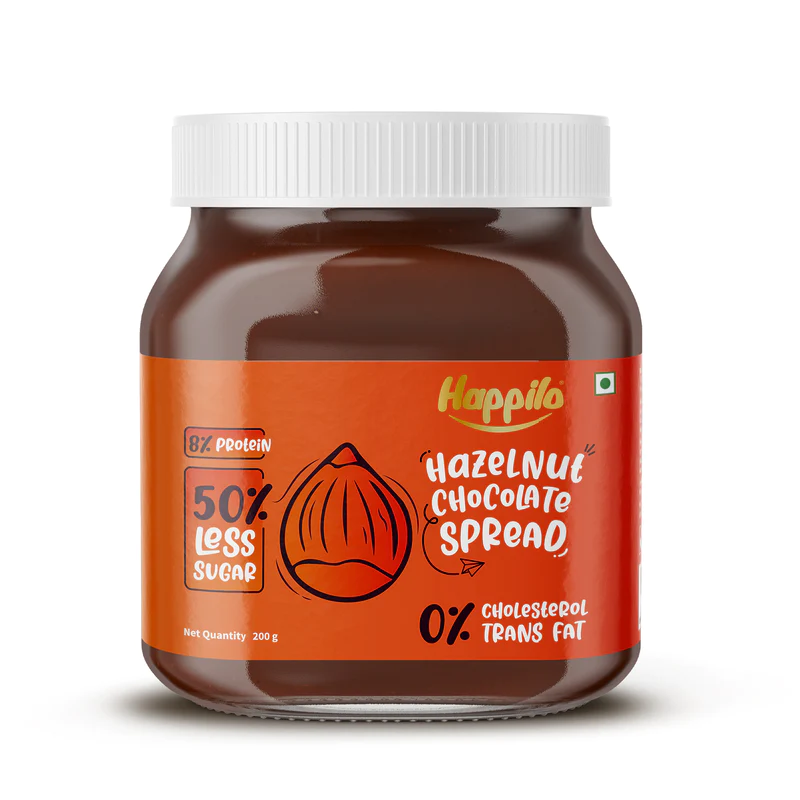 Happilo
8% PROTEIN
50%
LESS
SUGAR
HAZELNUT
CHOCOLATE
SPREAD
0% CHOLESTEROL
TRANS FAT
Net Quantity 200 g